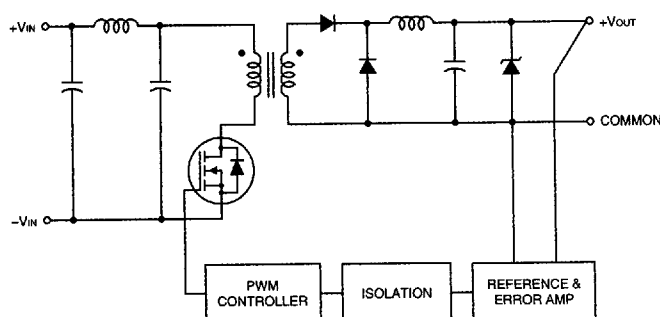 +VIN
+VOUT
COMMON
−VIN
PWM
CONTROLLER
ISOLATION
REFERENCE &
ERROR AMP